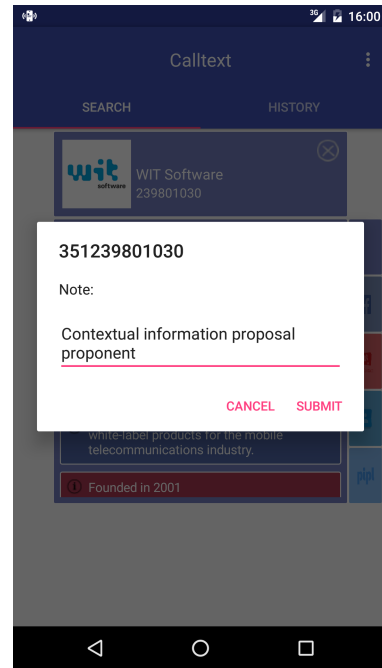 3G 16:00
Calltext
SEARCH HISTORY
wit
software
WIT Software
239801030
351239801030
Note:
Contextual information proposal
proponent
CANCEL SUBMIT
white-label products for the mobile
telecommunications industry.
pipl
Founded in 2001